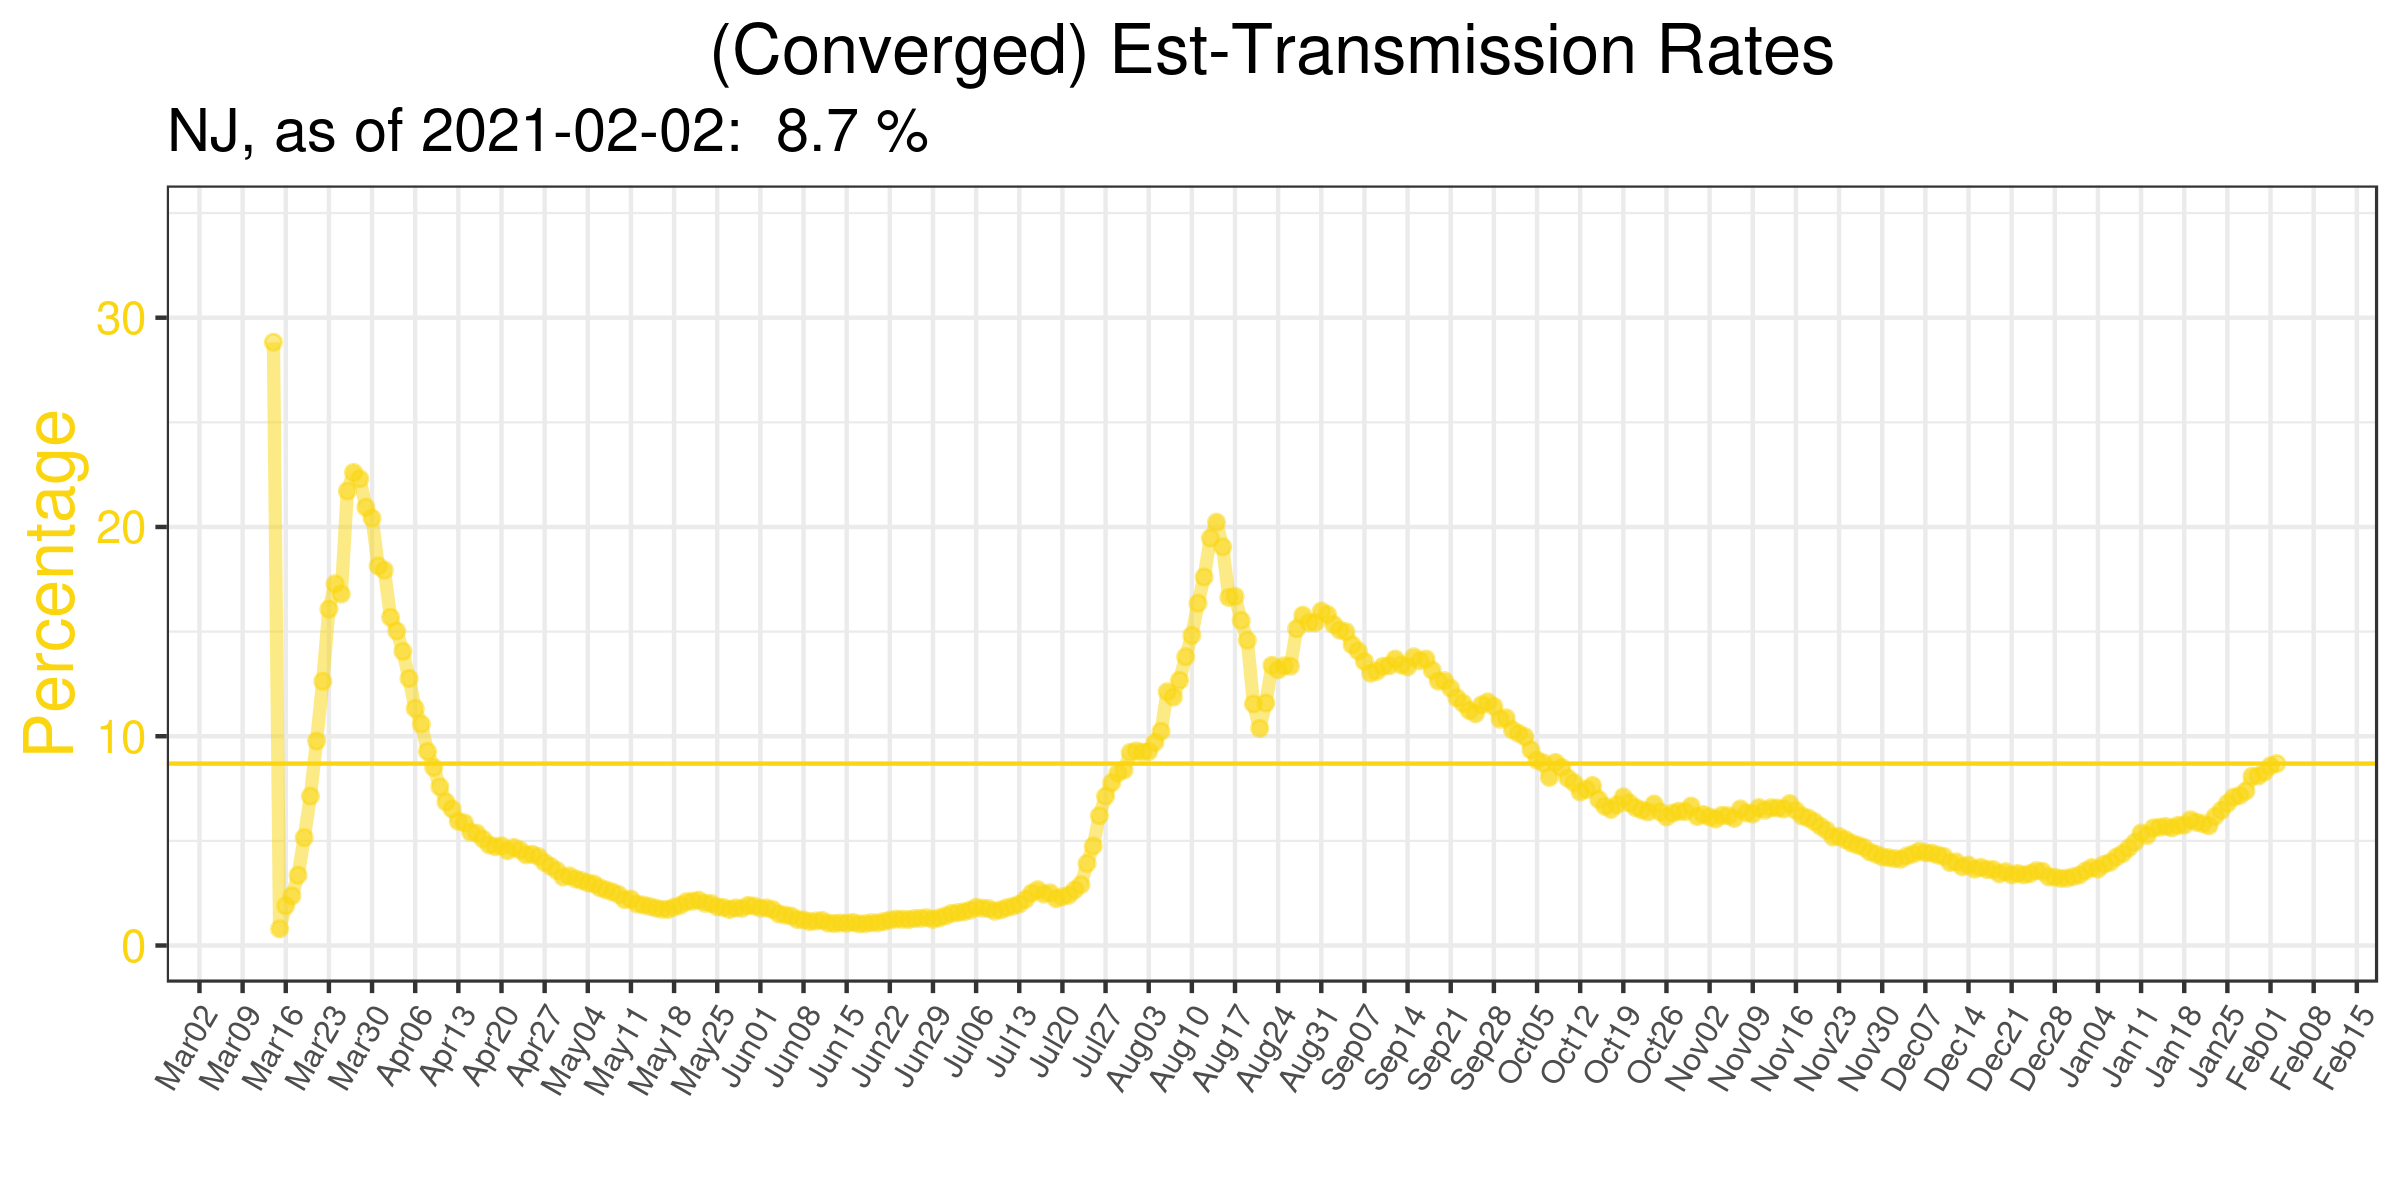 (Converged) Est-Transmission Rates
NJ, as of 2021-02-02:  8.7 %
Percentage
30
20
10
0
Mar02
Mar09
Mar16
Mar23
Mar30
Apr06
Apr13
Apr20
Apr27
May04
May11
May18
May25
Jun01
Jun08
Jun15
Jun22
Jun29
Jul06
Jul13
Jul20
Jul27
Aug03
Aug10
Aug17
Aug24
Aug31
Sep07
Sep14
Sep21
Sep28
Oct05
Oct12
Oct19
Oct26
Nov02
Nov09
Nov16
Nov23
Nov30
Dec07
Dec14
Dec21
Dec28
Jan04
Jan11
Jan18
Jan25
Feb01
Feb08
Feb15